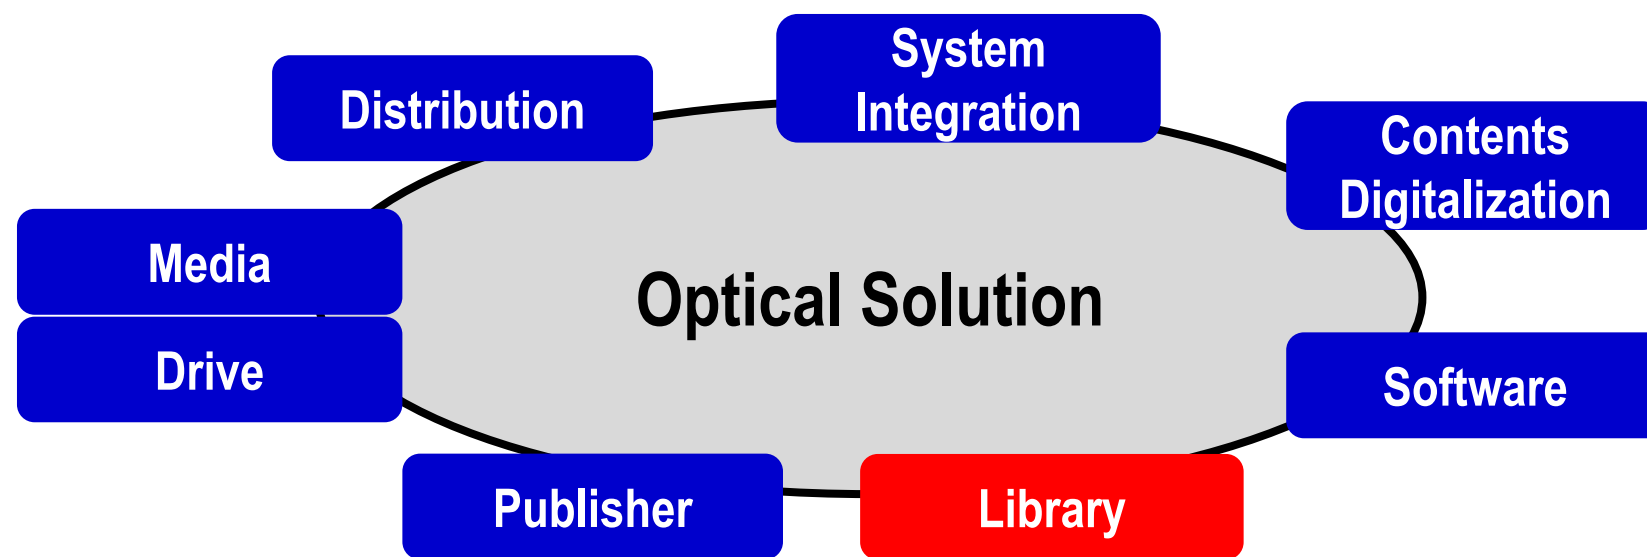 System
Integration
Distribution
Contents
Digitalization
Media
Optical Solution
Drive
Software
Publisher
Library